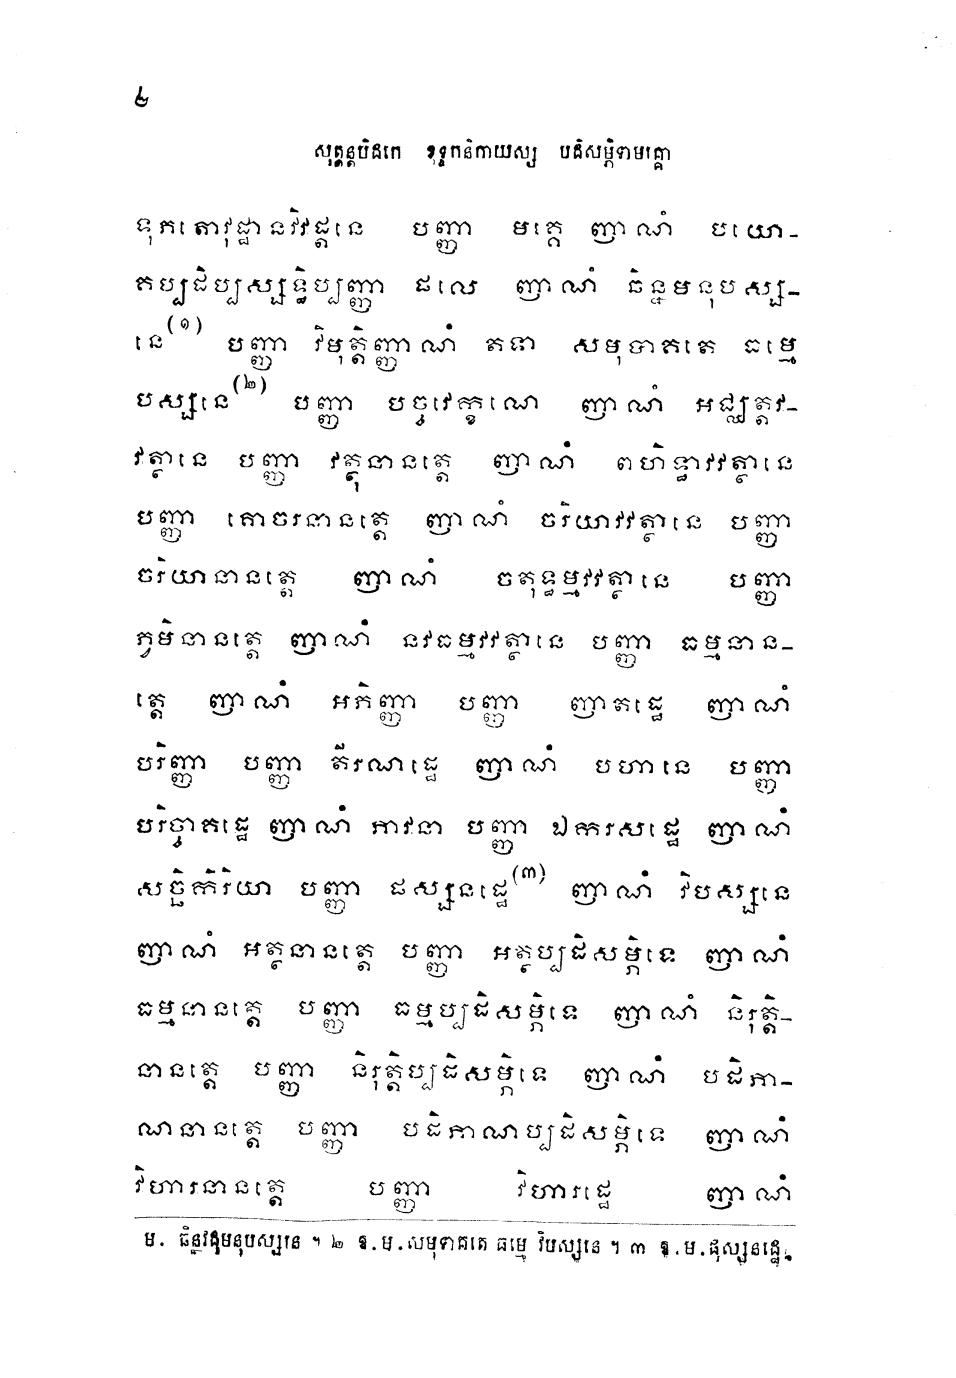 ២
សុត្តន្តបិដកេ ខុទ្ទកនិកាយស្ស បដិសម្ភិទាមគ្គោ
ទុភតោវុដ្ឋានវិវដ្តនេ បញ្ញា មគ្គេ ញាណំ បយោ-
គប្បដិប្បស្សទ្ធិប្បញ្ញា ផលេ ញាណំ ឆិន្នមនុបស្ស-
នេ(១) បញ្ញា វិមុត្តិញ្ញាណំ តទា សមុទាគតេ ធម្មេ
បស្សនេ(២) បញ្ញា បច្ចវេក្ខណេ ញាណំ អជ្ឈត្តវ-
វត្ថានេ បញ្ញា វត្ថុនានត្តេ ញាណំ ពហិទ្ធាវវត្ថានេ
បញ្ញា គោចរនានត្តេ ញាណំ ចរិយាវវត្ថានេ បញ្ញា
ចរិយានានត្តេ ញាណំ ចតុទ្ធម្មវវត្ថានេ បញ្ញា
ភូមិនានត្តេ ញាណំ នវធម្មវវត្ថានេ បញ្ញា ធម្មនាន-
ត្តេ ញាណំ អភិញ្ញា បញ្ញា ញាតដ្ឋេ ញាណំ
បរិញ្ញា បញ្ញា តីរណដ្ឋេ ញាណំ បហានេ បញ្ញា
បរិច្ចាគដ្ឋេ ញាណំ ភាវនា បញ្ញា ឯករសដ្ឋេ ញាណំ
សច្ឆិកិរិយា បញ្ញា ផស្សនដ្ឋេ(៣) ញាណំ វិបស្សនេ
ញាណំ អត្ថនានត្តេ បញ្ញា អត្ថប្បដិសម្ភិទេ ញាណំ
ធម្មនានត្តេ បញ្ញា ធម្មប្បដិសម្ភិទេ ញាណំ និរុត្តិ-
នានត្តេ បញ្ញា និរុត្តិប្បដិសម្ភិទេ ញាណំ បដិភា-
ណនានត្តេ បញ្ញា បដិភាណប្បដិសម្ភិទេ ញាណំ
វិហារនានត្តេ បញ្ញា វិហារដ្ឋេ ញាណំ
ម. ឆិន្នវដុមនុបស្សនេ ។ ២ ឱ.ម.សមុទាគតេ ធម្មេ វិបស្សនេ ។ ៣ ឱ.ម.ផុស្សនដ្ឋេ.